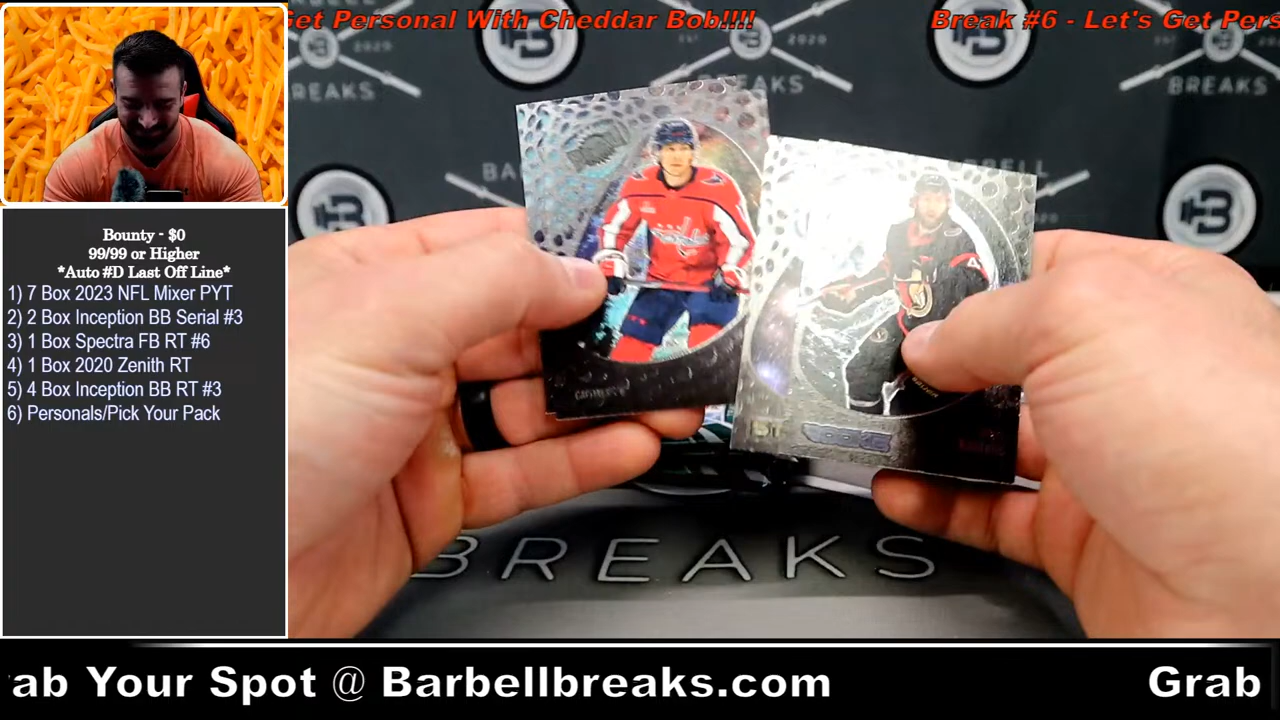 Get Personal With Cheddar Bob!!!!
Break #6 - Let's Get Pers
2020
BREAKS
BREAKS
Bounty - $0
99/99 or Higher
*Auto #D Last Off Line*
1) 7 Box 2023 NFL Mixer PYT
2) 2 Box Inception BB Serial #3
3) 1 Box Spectra FB RT #6
4) 1 Box 2020 Zenith RT
5) 4 Box Inception BB RT #3
6) Personals/Pick Your Pack
BREAKS
ab Your Spot @ Barbellbreaks.com
Grab